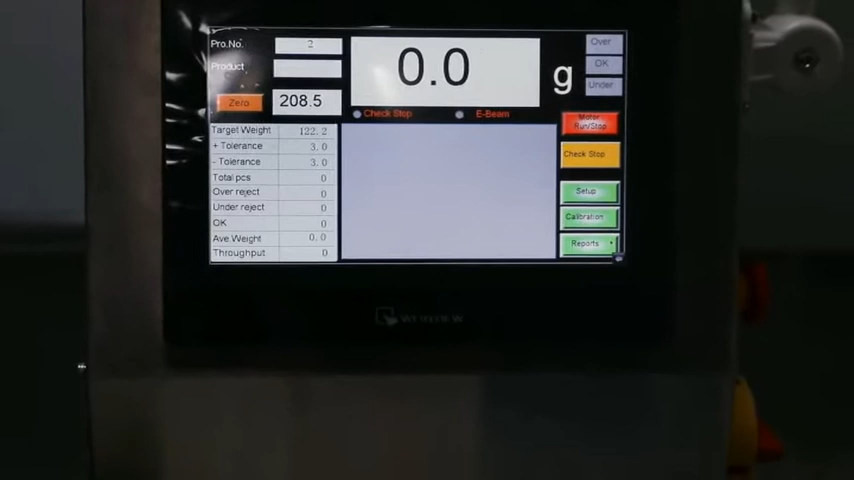 Pro.No. 2
0.0 g
Over
OK
Under
Product
Zero 208.5
Check Stop E-Beam
Motor
Run/Stop
Check Stop
Setup
Calibration
Reports
Target Weight 122.2
+ Tolerance 3.0
- Tolerance 3.0
Total pcs 0
Over reject 0
Under reject 0
OK 0
Ave Weight 0.0
Throughput 0